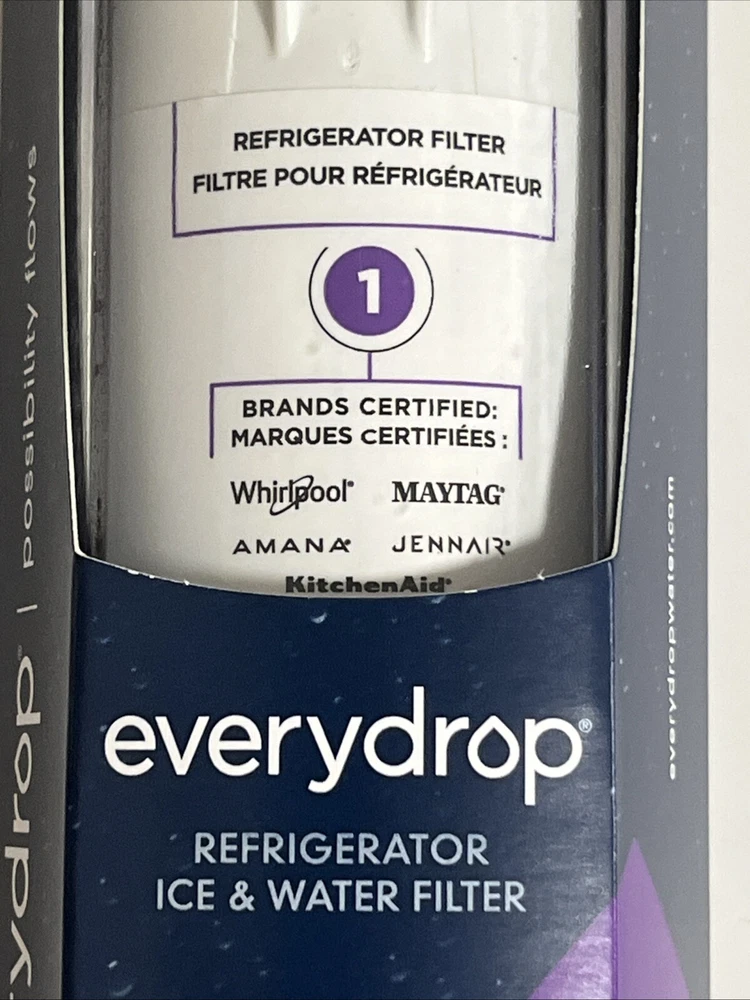 REFRIGERATOR FILTER
FILTRE POUR RÉFRIGÉRATEUR
1
BRANDS CERTIFIED:
MARQUES CERTIFIÉES :
Whirlpool® MAYTAG®
AMANA® JENNAIR®
KitchenAid®
everydrop®
REFRIGERATOR
ICE & WATER FILTER
ydrop® | possibility flows
everydropwater.com